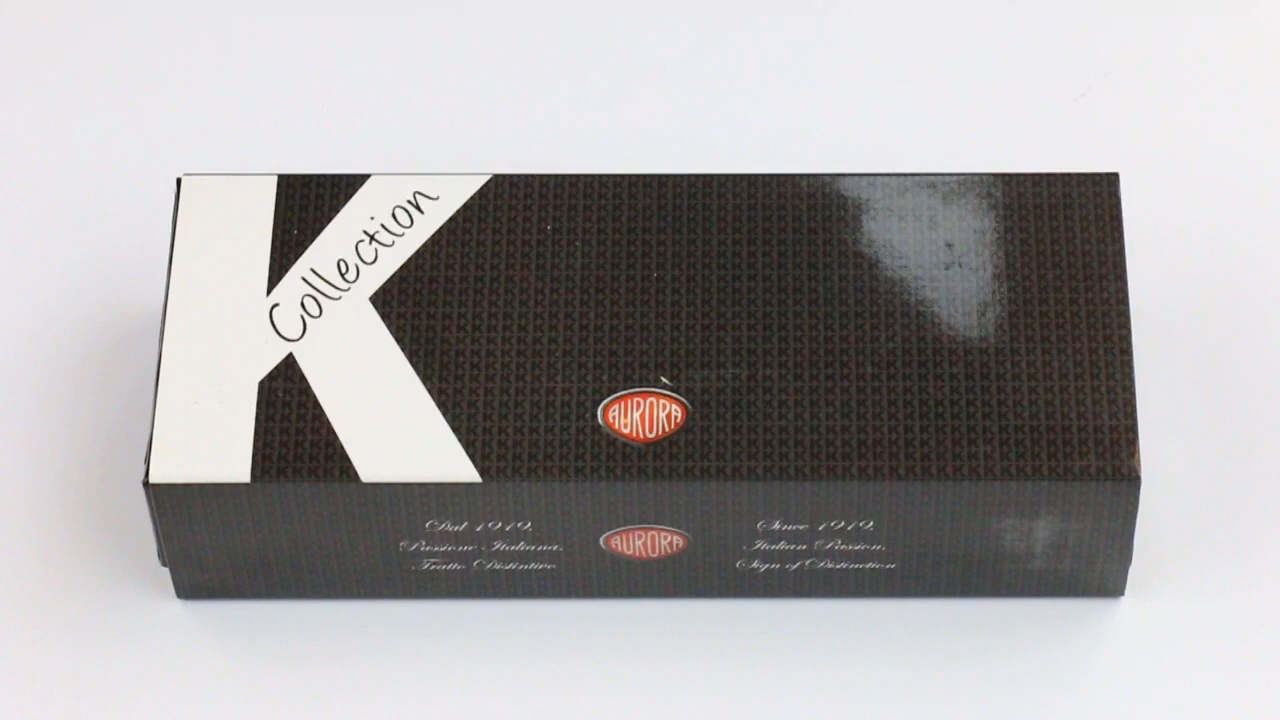 K
Collection
AURORA
Dal 1919.
Passione Italiana.
Tratto Distintivo
AURORA
Since 1919.
Italian Passion.
Sign of Distinction